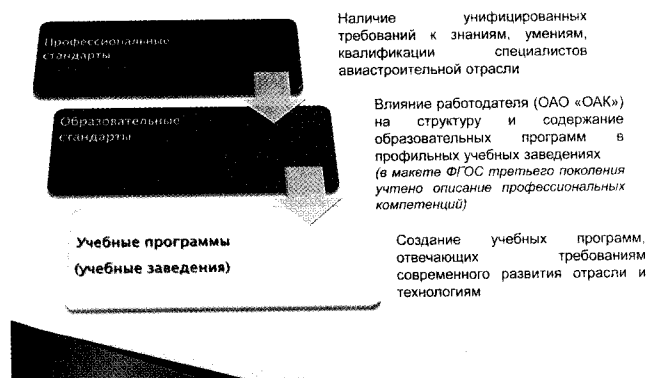 Профессиональные
стандарты
Наличие унифицированных
требований к знаниям, умениям,
квалификации специалистов
авиастроительной отрасли
Образовательные
стандарты
Влияние работодателя (ОАО «ОАК»)
на структуру и содержание
образовательных программ в
профильных учебных заведениях
(в макете ФГОС третьего поколения
учтено описание профессиональных
компетенций)
Учебные программы
(учебные заведения)
Создание учебных программ,
отвечающих требованиям
современного развития отрасли и
технологиям